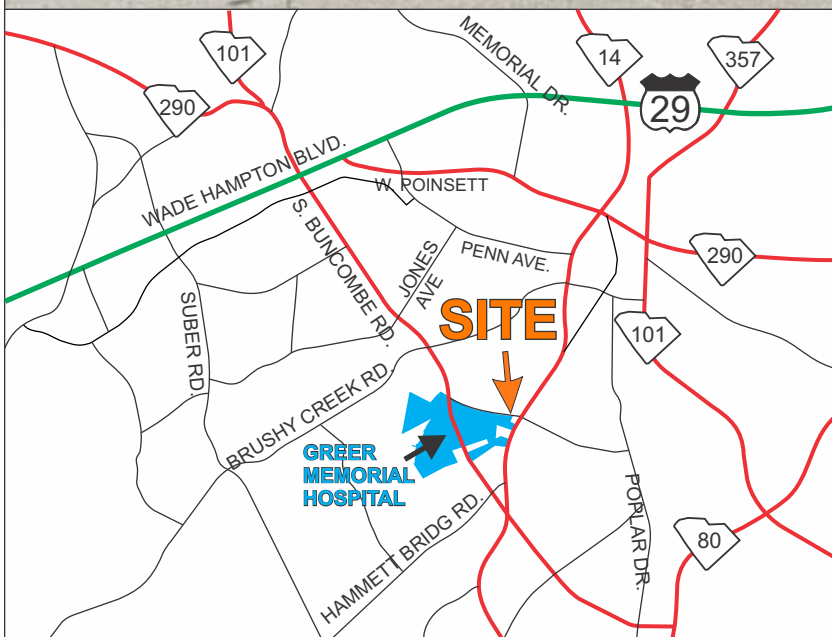 101
14
357
MEMORIAL DR.
290
29
WADE HAMPTON BLVD.
W. POINSETT
S. BUNCOMBE RD.
JONES
AVE
PENN AVE.
290
SUBER RD.
SITE
101
BRUSHY CREEK RD.
GREER
MEMORIAL
HOSPITAL
HAMMETT BRIDG RD.
POPLAR DR.
80